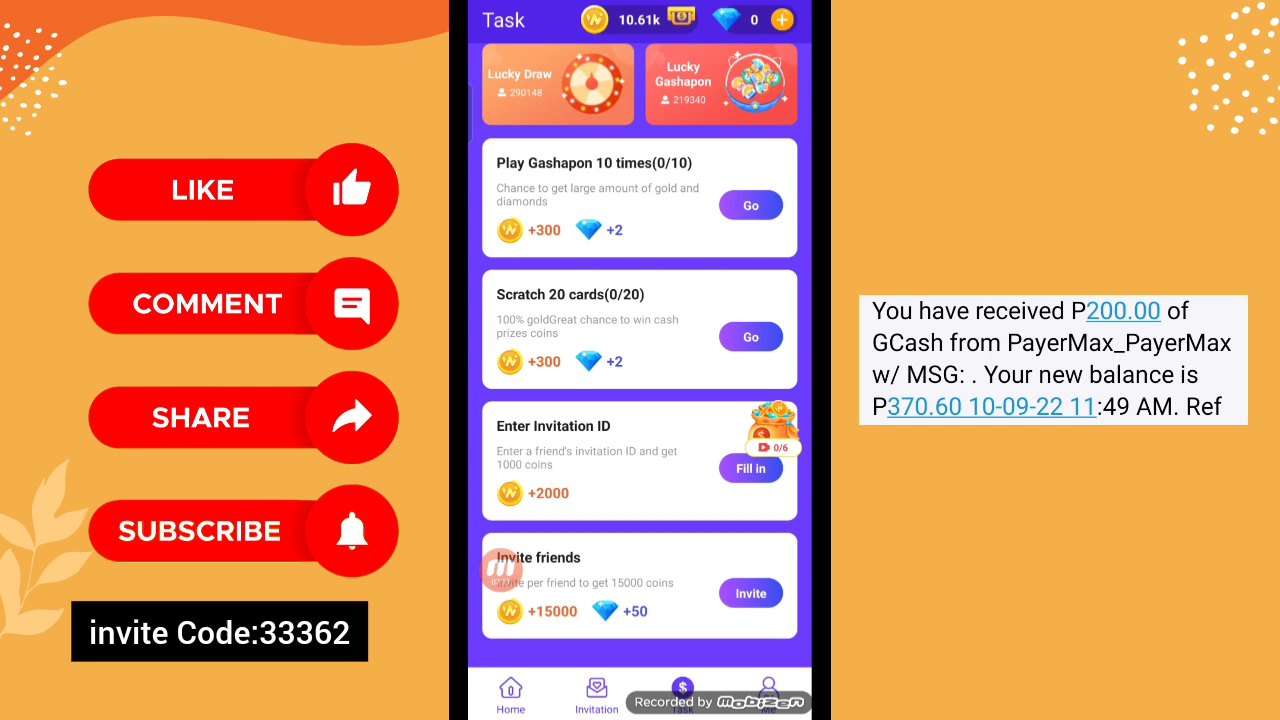 LIKE
COMMENT
SHARE
SUBSCRIBE
invite Code:33362
Task
10.61k
0
Lucky Draw
290148
Lucky
Gashapon
219340
Play Gashapon 10 times(0/10)
Chance to get large amount of gold and
diamonds
+300
+2
Go
Scratch 20 cards(0/20)
100% goldGreat chance to win cash
prizes coins
+300
+2
Go
Enter Invitation ID
Enter a friend's invitation ID and get
1000 coins
+2000
0/6
Fill in
Invite friends
Invite per friend to get 15000 coins
+15000
+50
Invite
Home
Invitation
Task
Me
Recorded by mobizen
You have received P200.00 of
GCash from PayerMax_PayerMax
w/ MSG: . Your new balance is
P370.60 10-09-22 11:49 AM. Ref